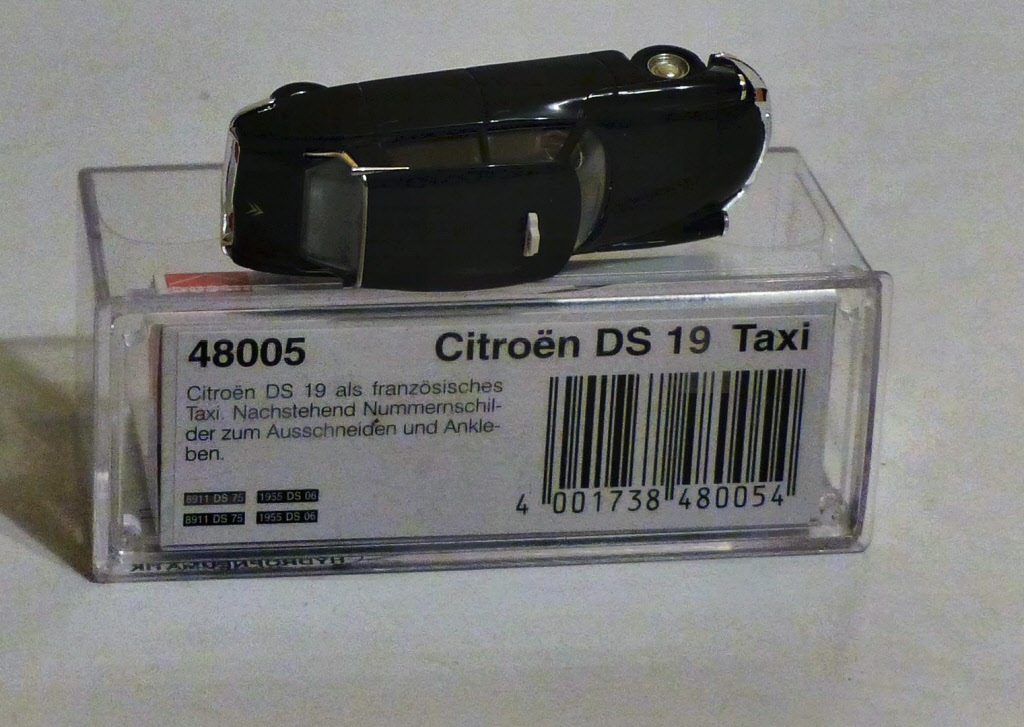 48005
Citroën DS 19 Taxi
Citroën DS 19 als französisches
Taxi. Nachstehend Nummernschil-
der zum Ausschneiden und Ankle-
ben.
8911 DS 75 1955 DS 06
8911 DS 75 1955 DS 06
4 001738 480054
HYDROPNEUMATIK